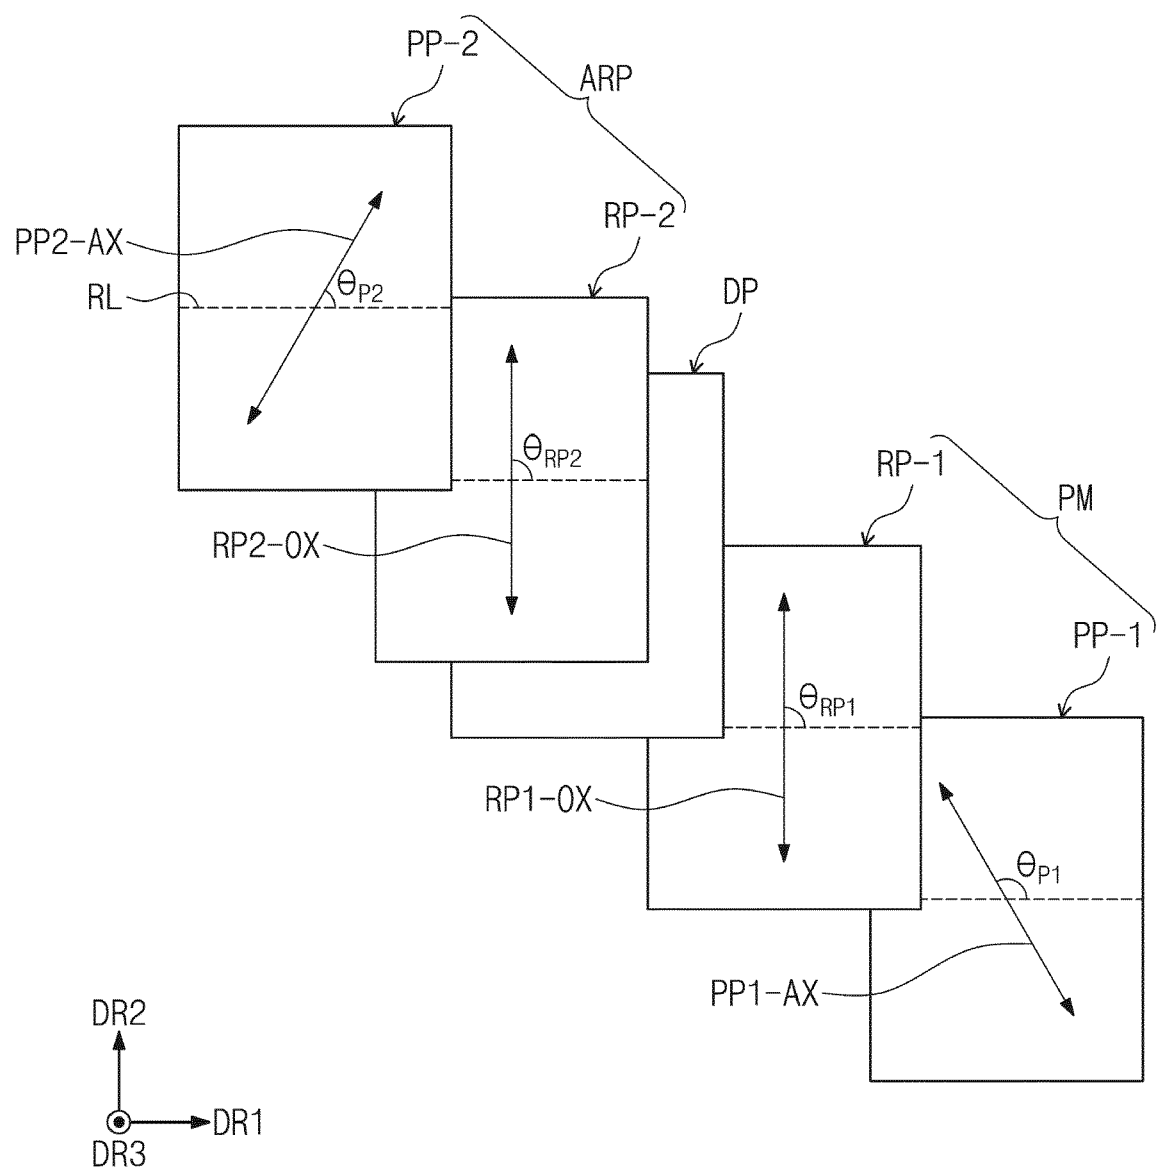 PP-2
ARP
RP-2
PP2-AX
θP2
RL
DP
θRP2
RP-1
PM
RP2-OX
PP-1
θRP1
RP1-OX
θP1
PP1-AX
DR2
DR1
DR3